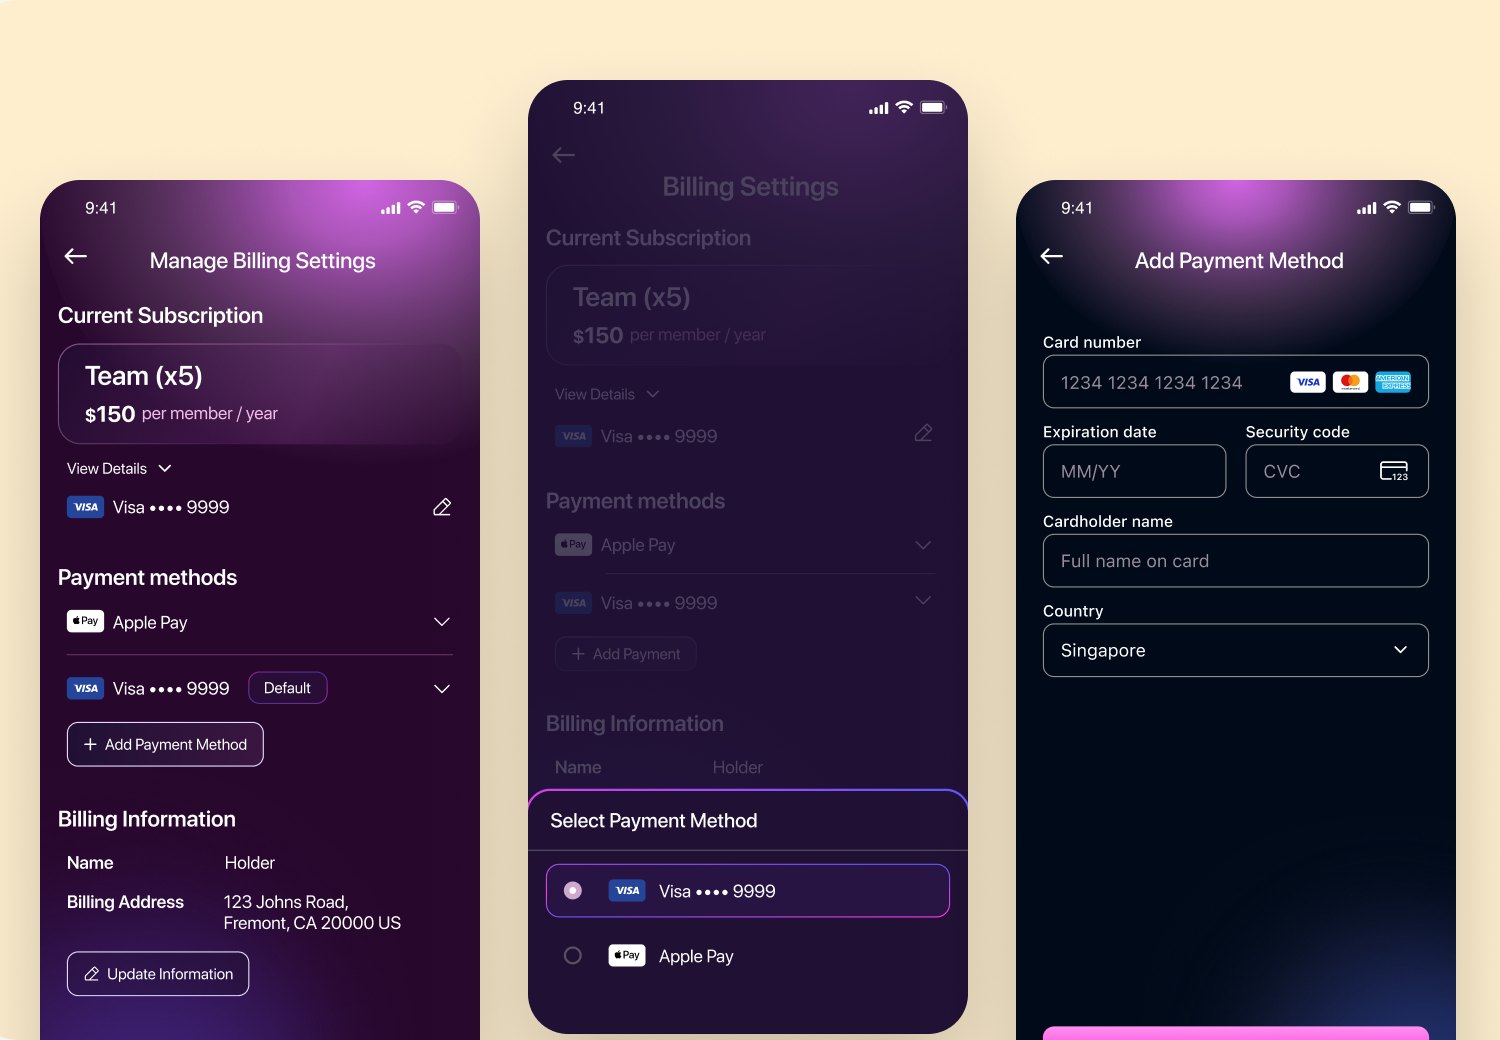 9:41
Manage Billing Settings
Current Subscription
Team (x5)
$150 per member / year
View Details
VISA Visa •••• 9999
Payment methods
Pay Apple Pay
VISA Visa •••• 9999 Default
+ Add Payment Method
Billing Information
Name Holder
Billing Address 123 Johns Road,
Fremont, CA 20000 US
Update Information
9:41
Billing Settings
Current Subscription
Team (x5)
$150 per member / year
View Details
VISA Visa •••• 9999
Payment methods
Pay Apple Pay
VISA Visa •••• 9999
+ Add Payment
Billing Information
Name Holder
Select Payment Method
VISA Visa •••• 9999
Pay Apple Pay
9:41
Add Payment Method
Card number
1234 1234 1234 1234 VISA mastercard AMERICAN EXPRESS
Expiration date Security code
MM/YY CVC 123
Cardholder name
Full name on card
Country
Singapore